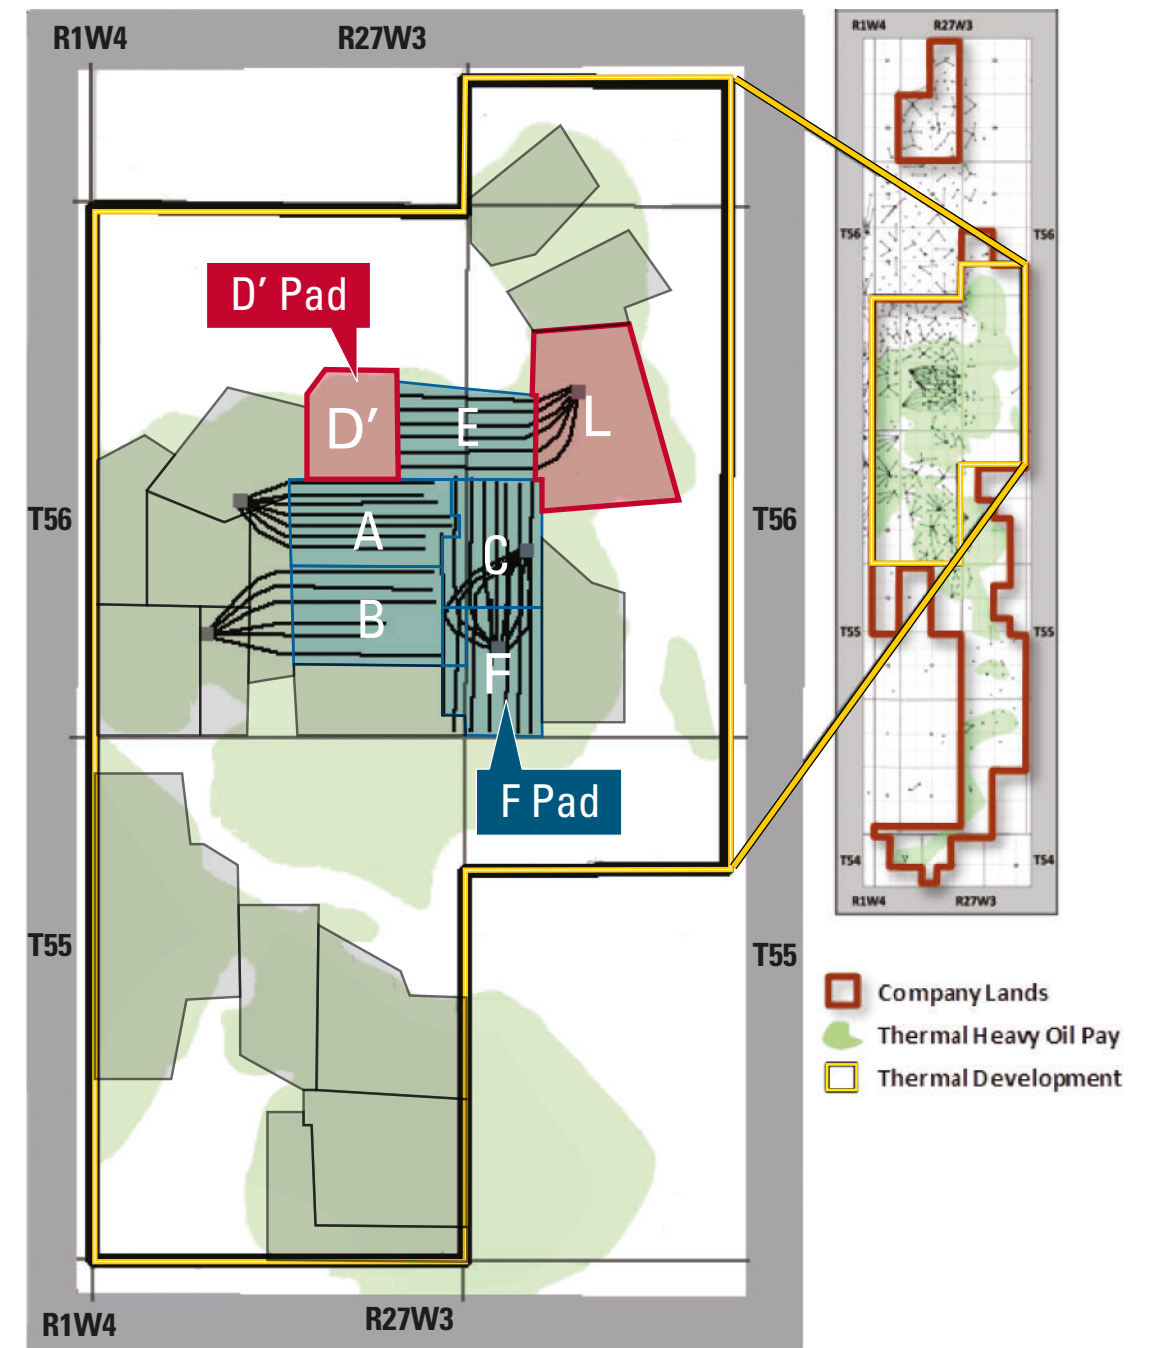 R1W4 R27W3
D′ Pad
D′
E
L
A
C
B
F
F Pad
T56 T56
T55 T55
R1W4 R27W3
R1W4 R27W3
T56 T56
T55 T55
T54 T54
R1W4 R27W3
Company Lands
Thermal Heavy Oil Pay
Thermal Development